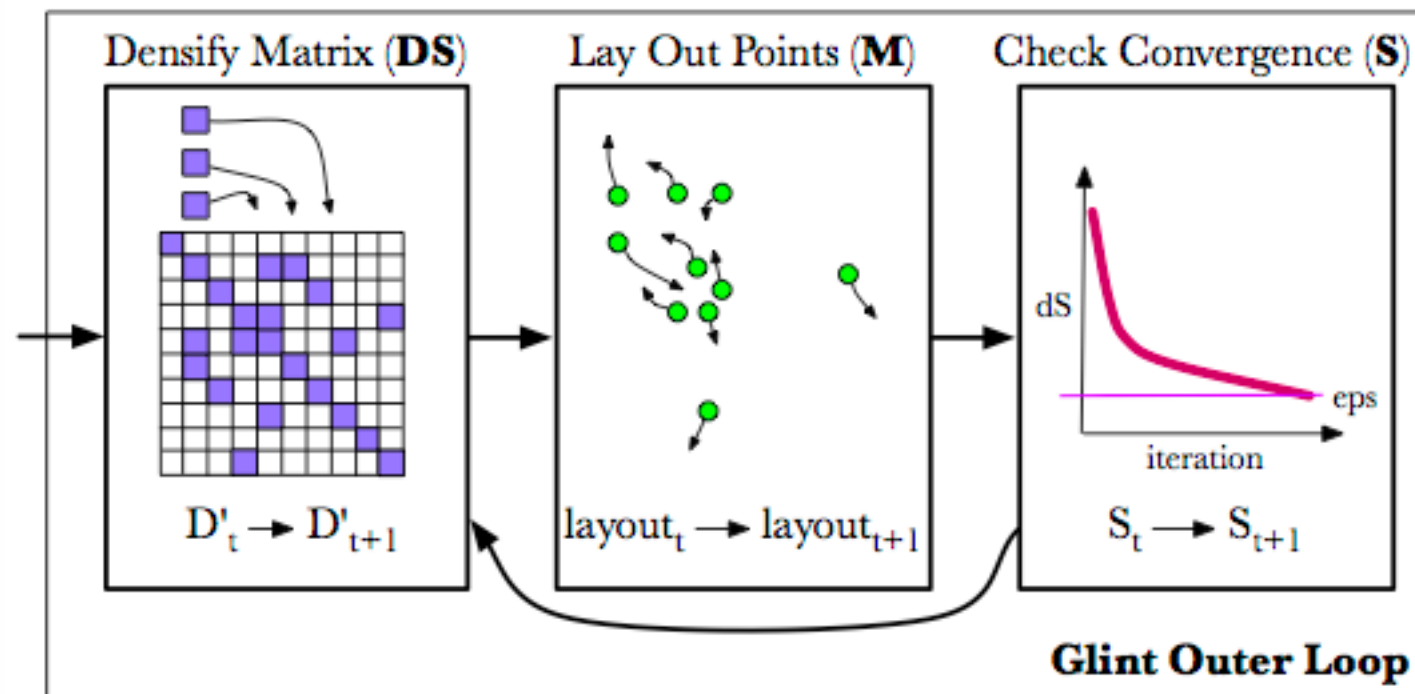 Densify Matrix (DS)
Lay Out Points (M)
Check Convergence (S)
dS
eps
iteration
D't → D't+1
layoutt → layoutt+1
St → St+1
Glint Outer Loop